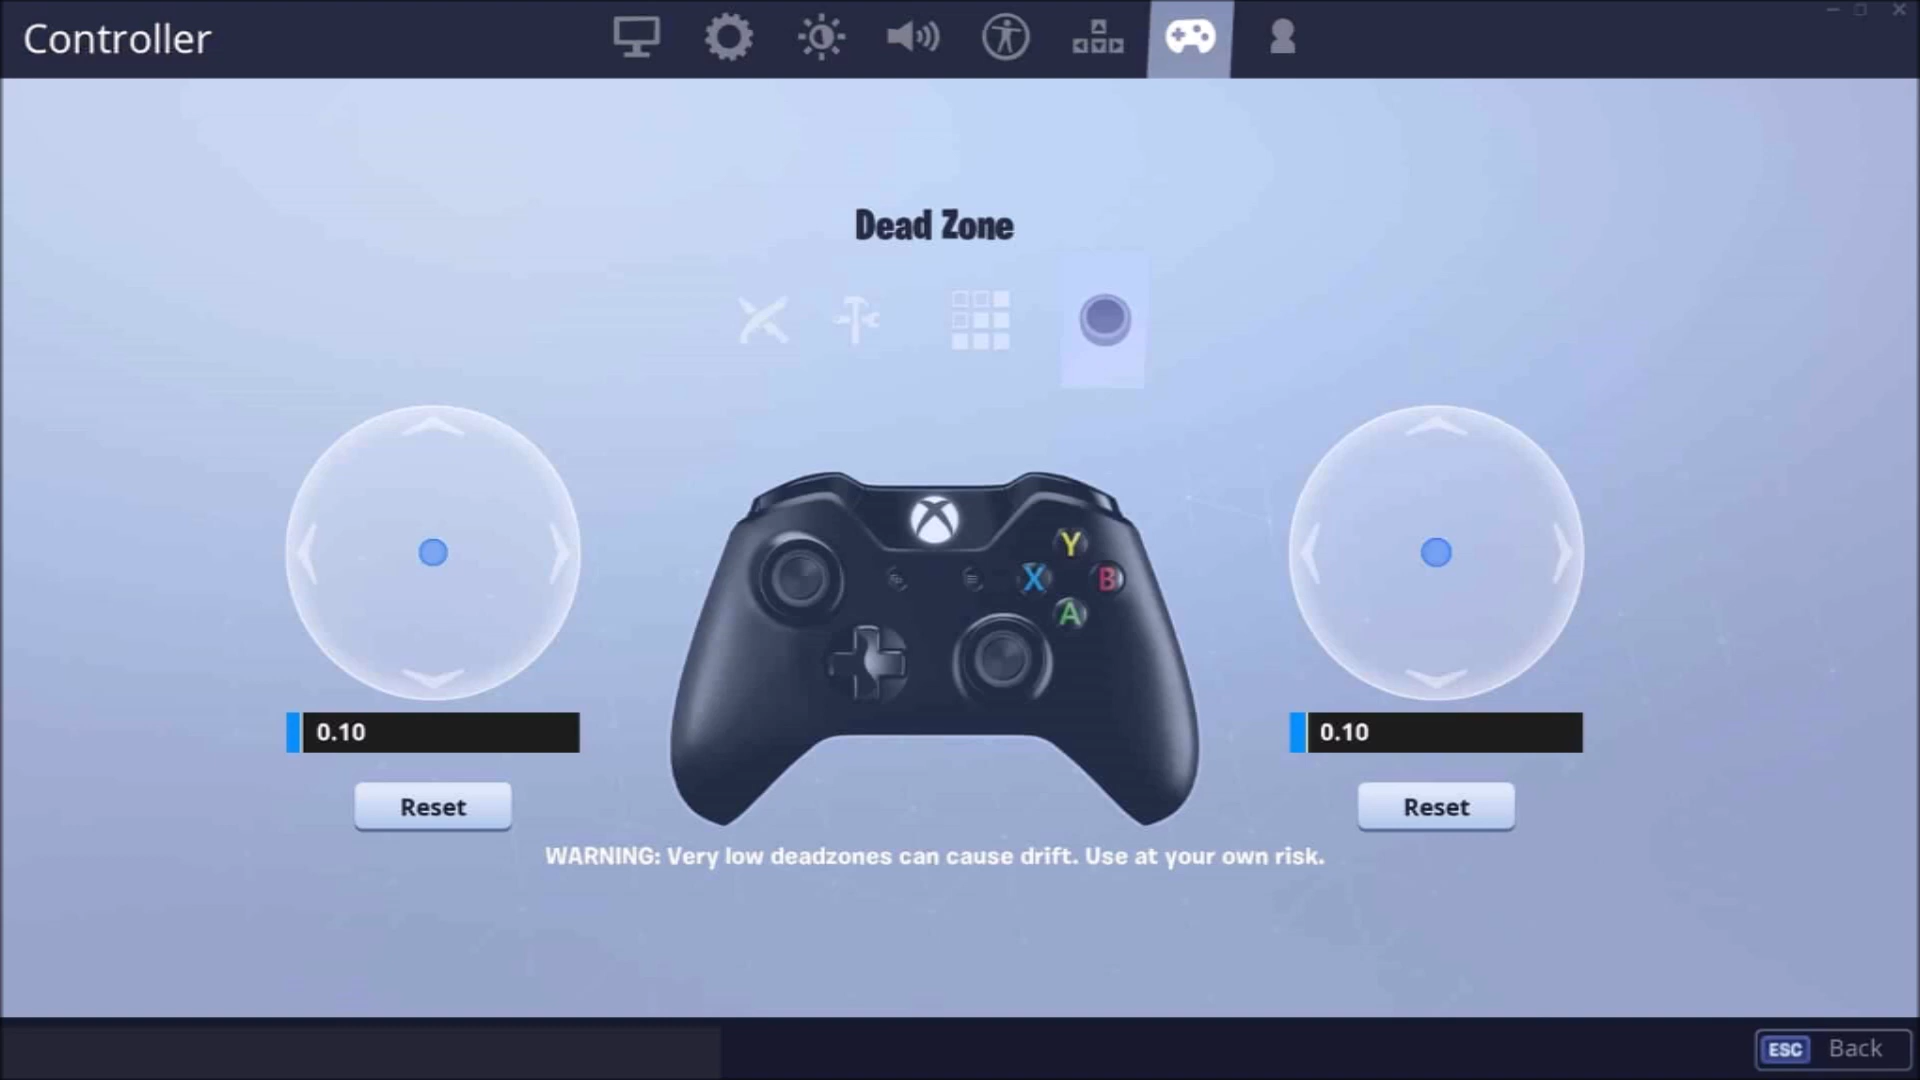 Controller
Dead Zone
Y
X
B
A
0.10
0.10
Reset
Reset
WARNING: Very low deadzones can cause drift. Use at your own risk.
ESC Back